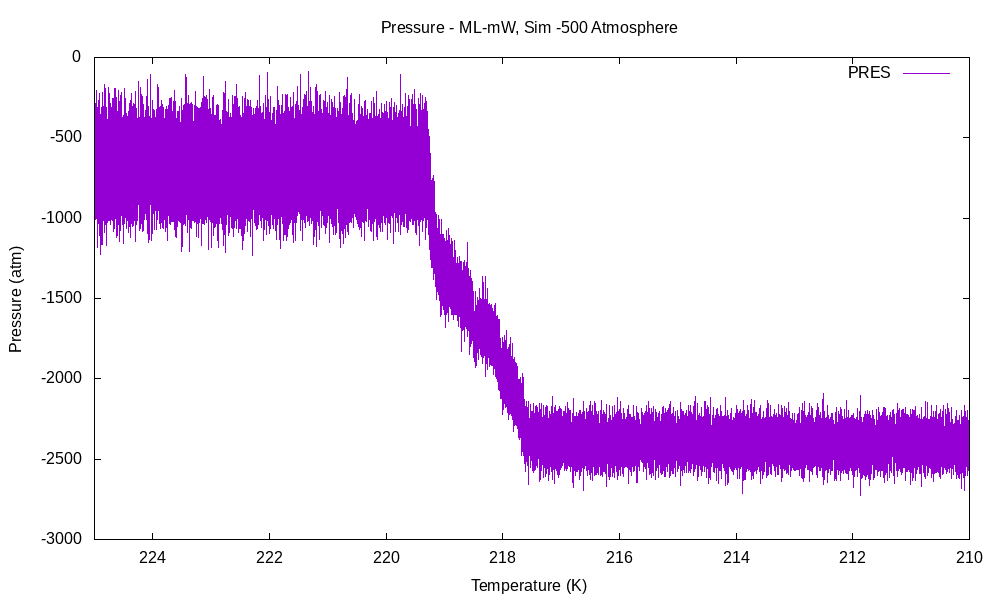 Pressure - ML-mW, Sim -500 Atmosphere
PRES
0
-500
-1000
-1500
-2000
-2500
-3000
Pressure (atm)
224 222 220 218 216 214 212 210
Temperature (K)